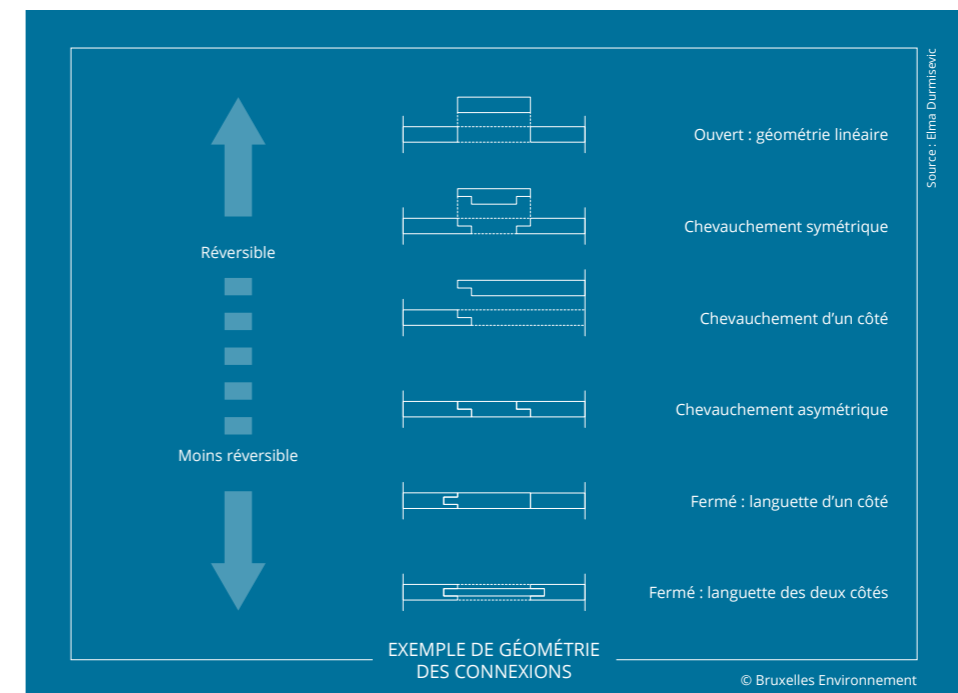 Source : Elma Durmisevic
Ouvert : géométrie linéaire
Chevauchement symétrique
Réversible
Chevauchement d’un côté
Chevauchement asymétrique
Moins réversible
Fermé : languette d’un côté
Fermé : languette des deux côtés
EXEMPLE DE GÉOMÉTRIE
DES CONNEXIONS
© Bruxelles Environnement